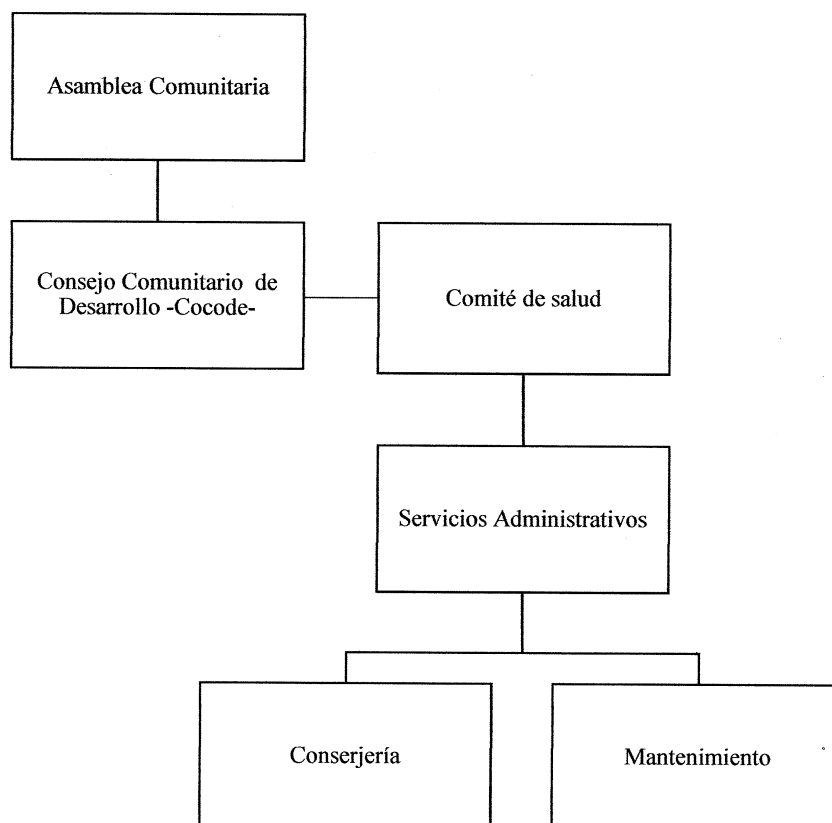 Asamblea Comunitaria
Consejo Comunitario de
Desarrollo -Cocode-
Comité de salud
Servicios Administrativos
Conserjería
Mantenimiento